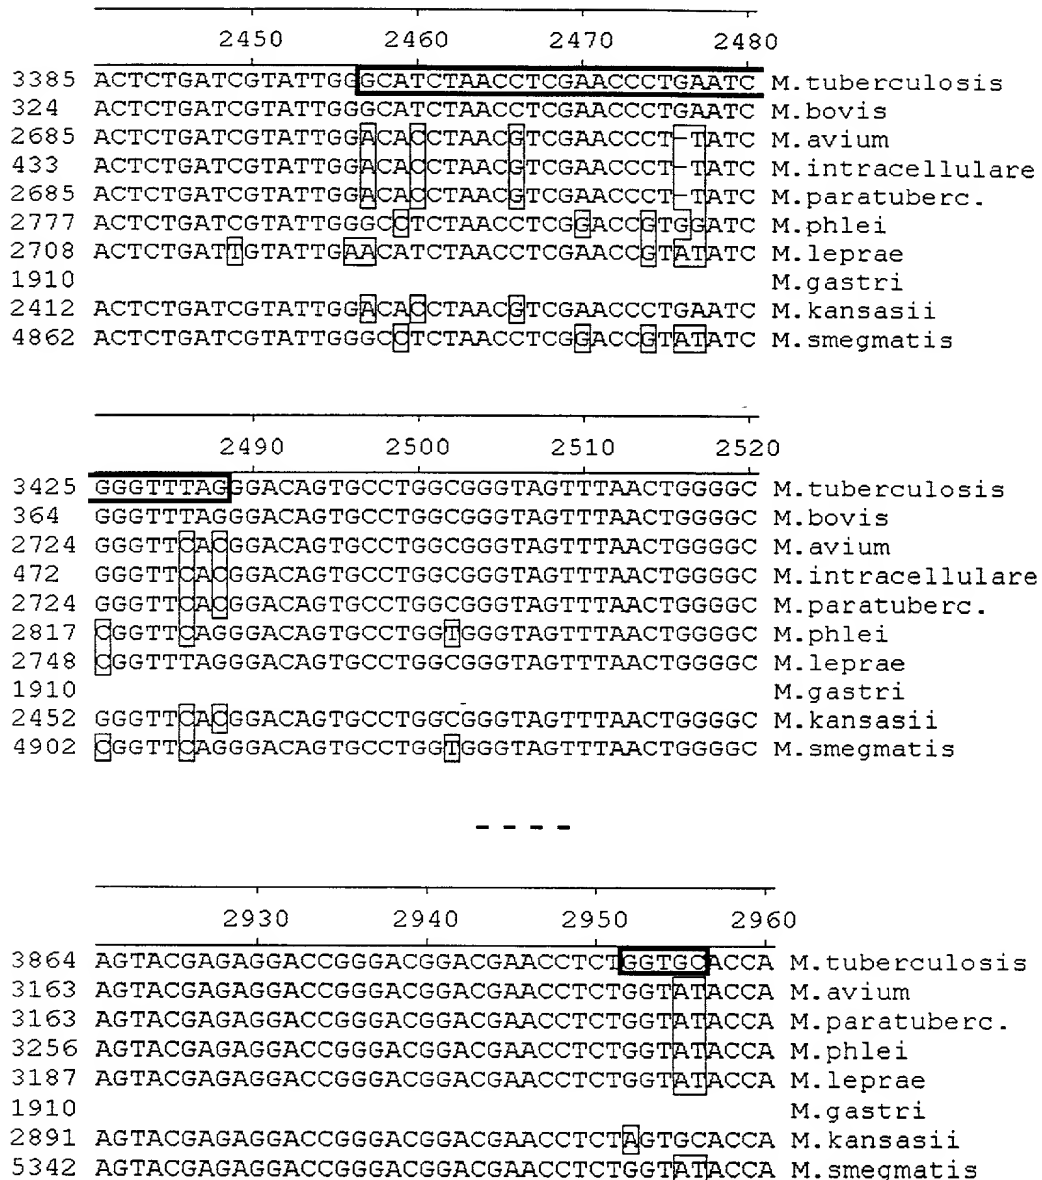 2450 2460 2470 2480
3385 ACTCTGATCGTATTGGGCATCTAACCTCGAACCCTGAATC M.tuberculosis
324 ACTCTGATCGTATTGGGCATCTAACCTCGAACCCTGAATC M.bovis
2685 ACTCTGATCGTATTGGACACCTAACGTCGAACCCT-TATC M.avium
433 ACTCTGATCGTATTGGACACCTAACGTCGAACCCT-TATC M.intracellulare
2685 ACTCTGATCGTATTGGACACCTAACGTCGAACCCT-TATC M.paratuberc.
2777 ACTCTGATCGTATTGGGCCTCTAACCTCGGACCGTGGATC M.phlei
2708 ACTCTGATTGTATTGAACATCTAACCTCGAACCGTATATC M.leprae
1910 M.gastri
2412 ACTCTGATCGTATTGGACACCTAACGTCGAACCCTGAATC M.kansasii
4862 ACTCTGATCGTATTGGGCCTCTAACCTCGGACCGTATATC M.smegmatis
2490 2500 2510 2520
3425 GGGTTTAGGGACAGTGCCTGGCGGGTAGTTTAACTGGGGC M.tuberculosis
364 GGGTTTAGGGACAGTGCCTGGCGGGTAGTTTAACTGGGGC M.bovis
2724 GGGTTCACGGACAGTGCCTGGCGGGTAGTTTAACTGGGGC M.avium
472 GGGTTCACGGACAGTGCCTGGCGGGTAGTTTAACTGGGGC M.intracellulare
2724 GGGTTCACGGACAGTGCCTGGCGGGTAGTTTAACTGGGGC M.paratuberc.
2817 CGGTTCAGGGACAGTGCCTGGTGGGTAGTTTAACTGGGGC M.phlei
2748 CGGTTTAGGGACAGTGCCTGGCGGGTAGTTTAACTGGGGC M.leprae
1910 M.gastri
2452 GGGTTCACGGACAGTGCCTGGCGGGTAGTTTAACTGGGGC M.kansasii
4902 CGGTTCAGGGACAGTGCCTGGTGGGTAGTTTAACTGGGGC M.smegmatis
- - - -
2930 2940 2950 2960
3864 AGTACGAGAGGACCGGGACGGACGAACCTCTGGTGCACCA M.tuberculosis
3163 AGTACGAGAGGACCGGGACGGACGAACCTCTGGTATACCA M.avium
3163 AGTACGAGAGGACCGGGACGGACGAACCTCTGGTATACCA M.paratuberc.
3256 AGTACGAGAGGACCGGGACGGACGAACCTCTGGTATACCA M.phlei
3187 AGTACGAGAGGACCGGGACGGACGAACCTCTGGTATACCA M.leprae
1910 M.gastri
2891 AGTACGAGAGGACCGGGACGGACGAACCTCTAGTGCACCA M.kansasii
5342 AGTACGAGAGGACCGGGACGGACGAACCTCTGGTATACCA M.smegmatis